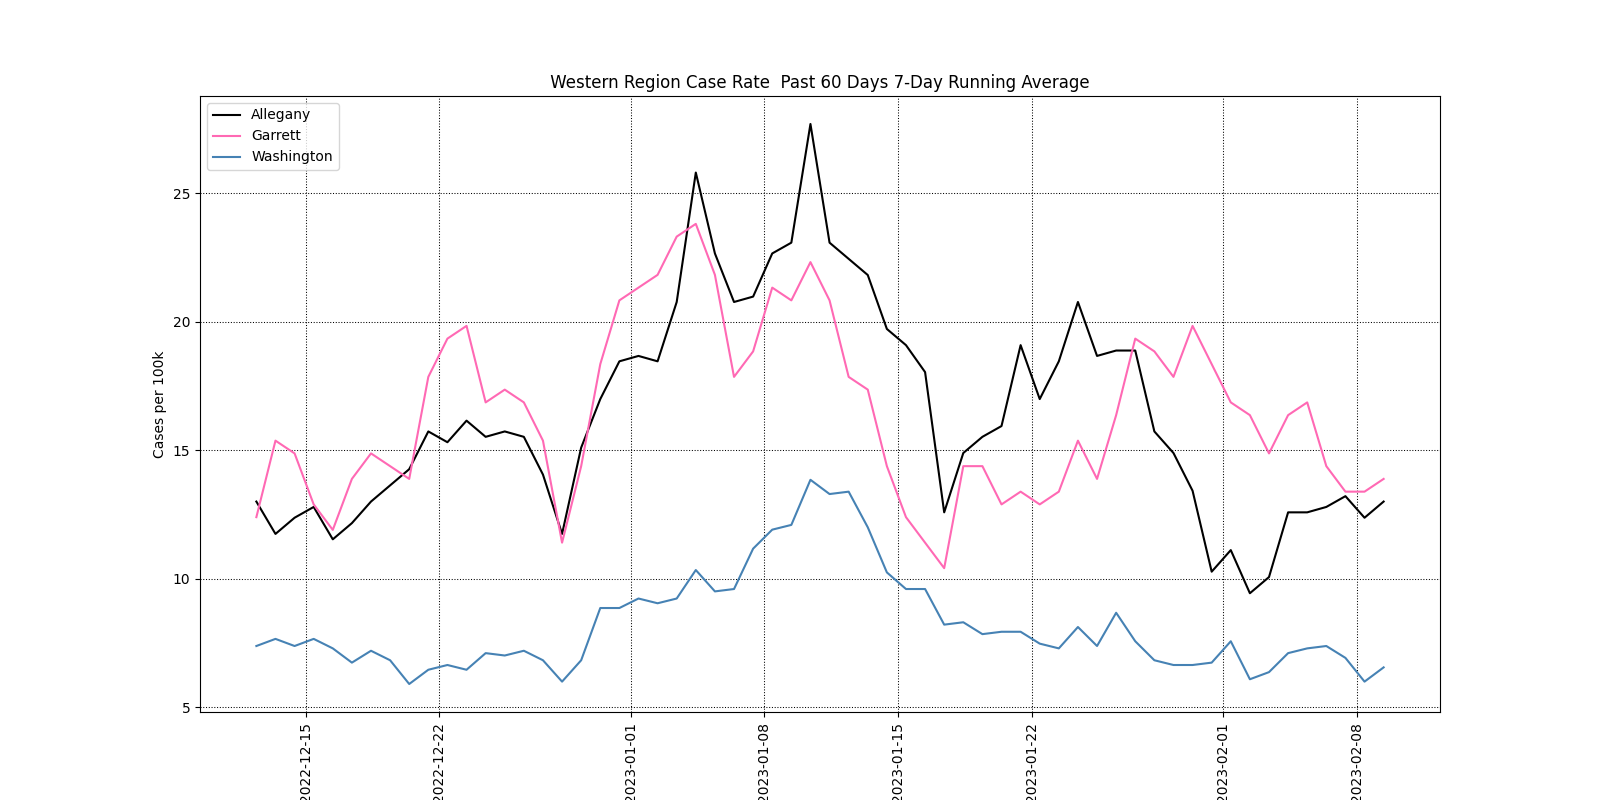 Western Region Case Rate  Past 60 Days 7-Day Running Average
Allegany
Garrett
Washington
Cases per 100k
25
20
15
10
5
2022-12-15
2022-12-22
2023-01-01
2023-01-08
2023-01-15
2023-01-22
2023-02-01
2023-02-08